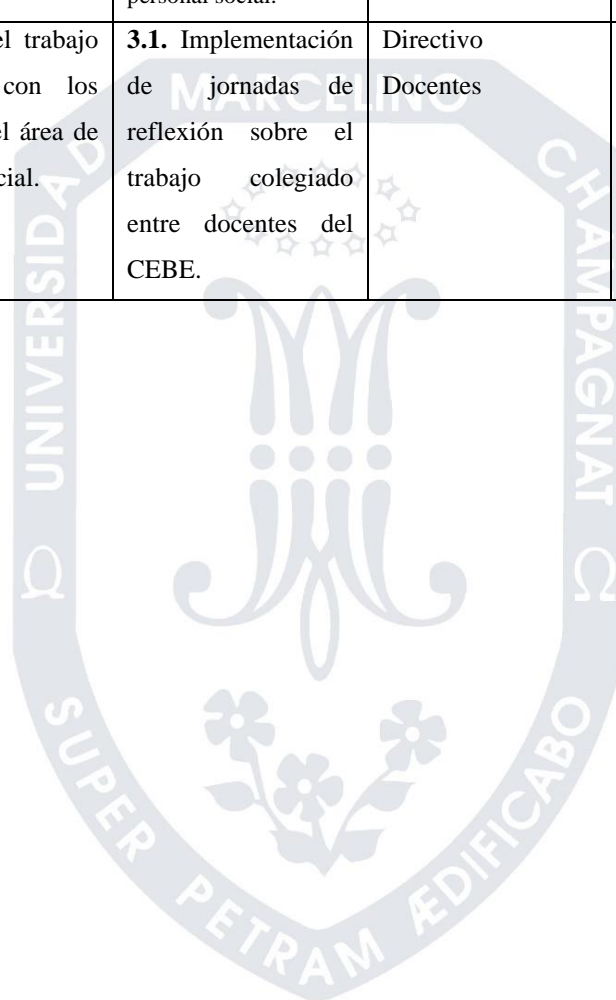 personal social.
el trabajo
con los
el área de
cial.
3.1. Implementación
de jornadas de
reflexión sobre el
trabajo colegiado
entre docentes del
CEBE.
Directivo
Docentes
UNIVERSIDAD MARCELINO CHAMPAGNAT
SUPER PETRAM ÆDIFICABO